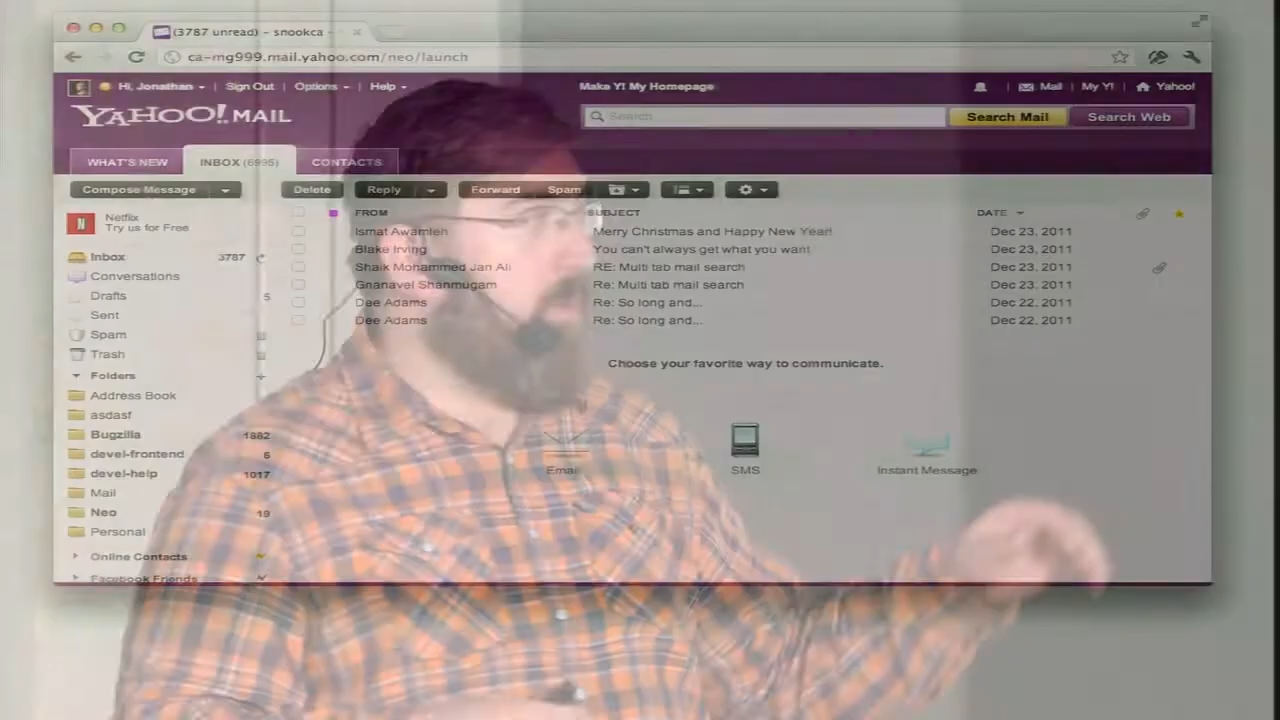 (3787 unread) - snookca -
ca-mg999.mail.yahoo.com/neo/launch
Hi, Jonathan | Sign Out | Options | Help
Make Y! My Homepage
Mail | My Y! | Yahoo!
YAHOO! MAIL
Search
Search Mail
Search Web
WHAT'S NEW
INBOX (6995)
CONTACTS
Compose Message
Delete
Reply
Forward
Spam
Netflix
Try us for Free
FROM SUBJECT DATE
Ismat Awamleh Merry Christmas and Happy New Year! Dec 23, 2011
Blake Irving You can't always get what you want Dec 23, 2011
Shaik Mohammed Jan Ali RE: Multi tab mail search Dec 23, 2011
Gnanavel Shanmugam Re: Multi tab mail search Dec 23, 2011
Dee Adams Re: So long and... Dec 22, 2011
Dee Adams Re: So long and... Dec 22, 2011
Inbox 3787
Conversations
Drafts 5
Sent
Spam
Trash
Folders
Address Book
asdasf
Bugzilla 1882
devel-frontend 6
devel-help 1017
Mail
Neo 19
Personal
Online Contacts
Facebook Friends
Choose your favorite way to communicate.
Email
SMS
Instant Message